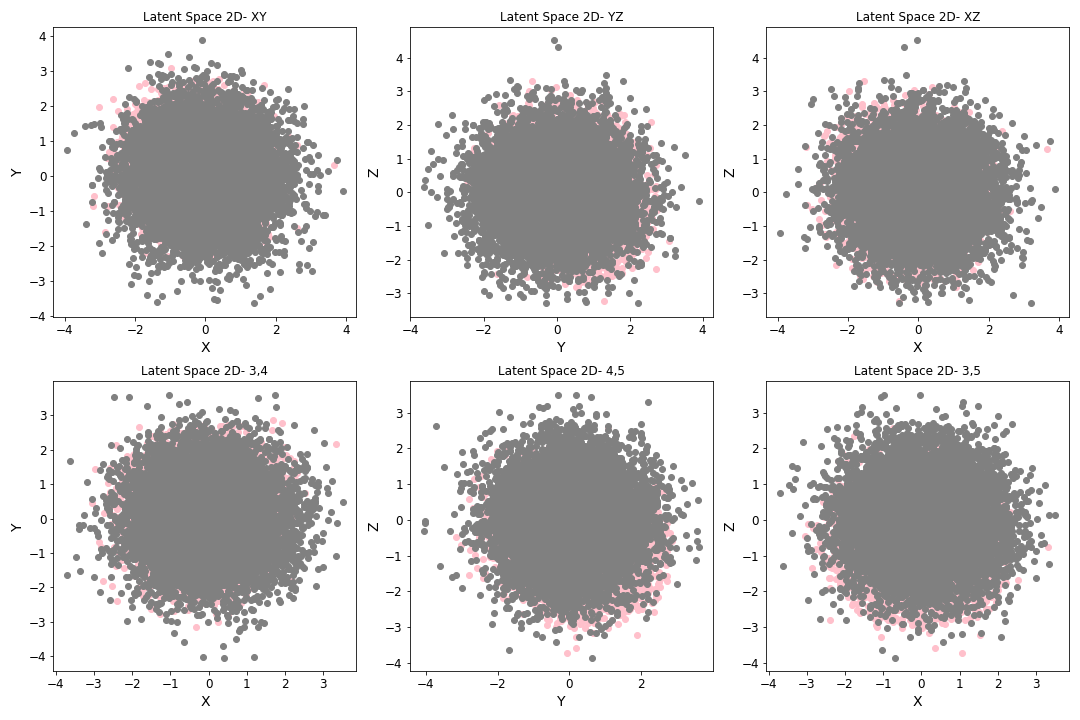 Latent Space 2D- XY
Latent Space 2D- YZ
Latent Space 2D- XZ
4
3
2
1
0
−1
−2
−3
−4
Y
−4 −2 0 2 4
X
4
3
2
1
0
−1
−2
−3
Z
−4 −2 0 2 4
Y
4
3
2
1
0
−1
−2
−3
Z
−4 −2 0 2 4
X
Latent Space 2D- 3,4
Latent Space 2D- 4,5
Latent Space 2D- 3,5
3
2
1
0
−1
−2
−3
−4
Y
−4 −3 −2 −1 0 1 2 3
X
3
2
1
0
−1
−2
−3
−4
Z
−4 −2 0 2
Y
3
2
1
0
−1
−2
−3
−4
Z
−4 −3 −2 −1 0 1 2 3
X